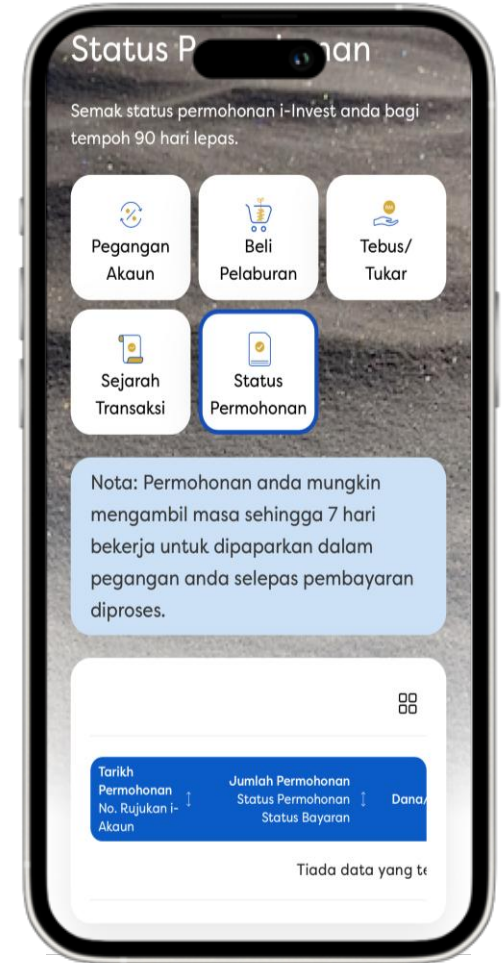 Status P nan
Semak status permohonan i-Invest anda bagi
tempoh 90 hari lepas.
Pegangan
Akaun
Beli
Pelaburan
Tebus/
Tukar
Sejarah
Transaksi
Status
Permohonan
Nota: Permohonan anda mungkin
mengambil masa sehingga 7 hari
bekerja untuk dipaparkan dalam
pegangan anda selepas pembayaran
diproses.
Tarikh
Permohonan
No. Rujukan i-
Akaun
Jumlah Permohonan
Status Permohonan
Status Bayaran
Dana/
Tiada data yang te